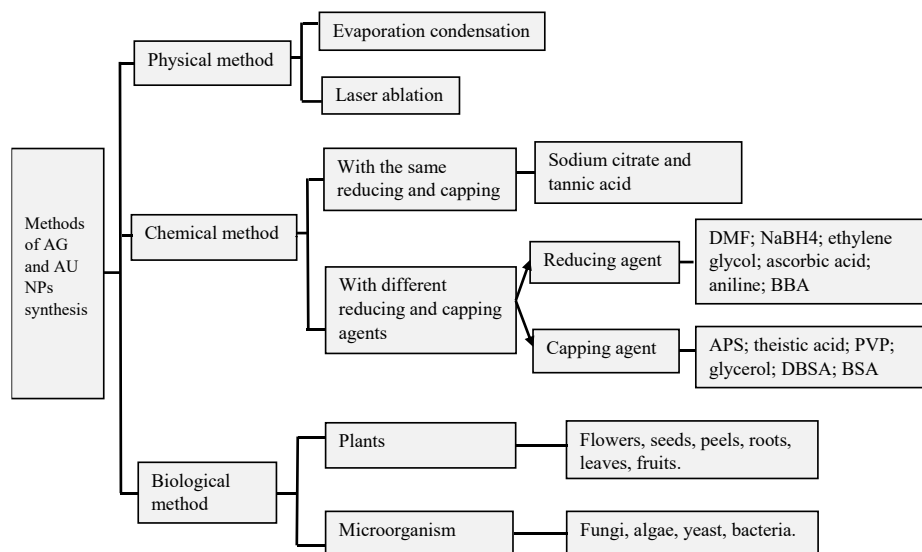 Methods
of AG
and AU
NPs
synthesis
Physical method
Evaporation condensation
Laser ablation
Chemical method
With the same
reducing and capping
Sodium citrate and
tannic acid
With different
reducing and capping
agents
Reducing agent
DMF; NaBH4; ethylene
glycol; ascorbic acid;
aniline; BBA
Capping agent
APS; theistic acid; PVP;
glycerol; DBSA; BSA
Biological
method
Plants
Flowers, seeds, peels, roots,
leaves, fruits.
Microorganism
Fungi, algae, yeast, bacteria.